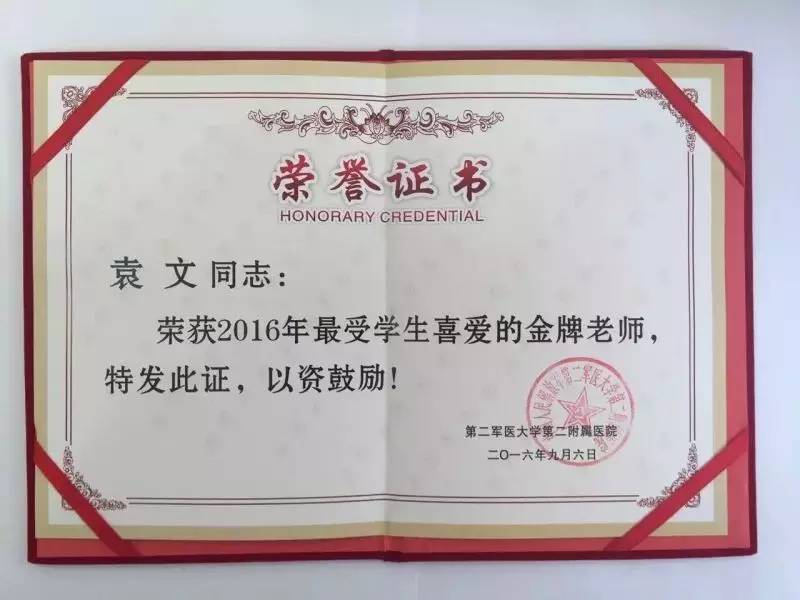 荣誉证书
HONORARY CREDENTIAL
袁 文 同志：
荣获2016年最受学生喜爱的金牌老师，
特发此证，以资鼓励！
第二军医大学第二附属医院
二〇一六年九月六日